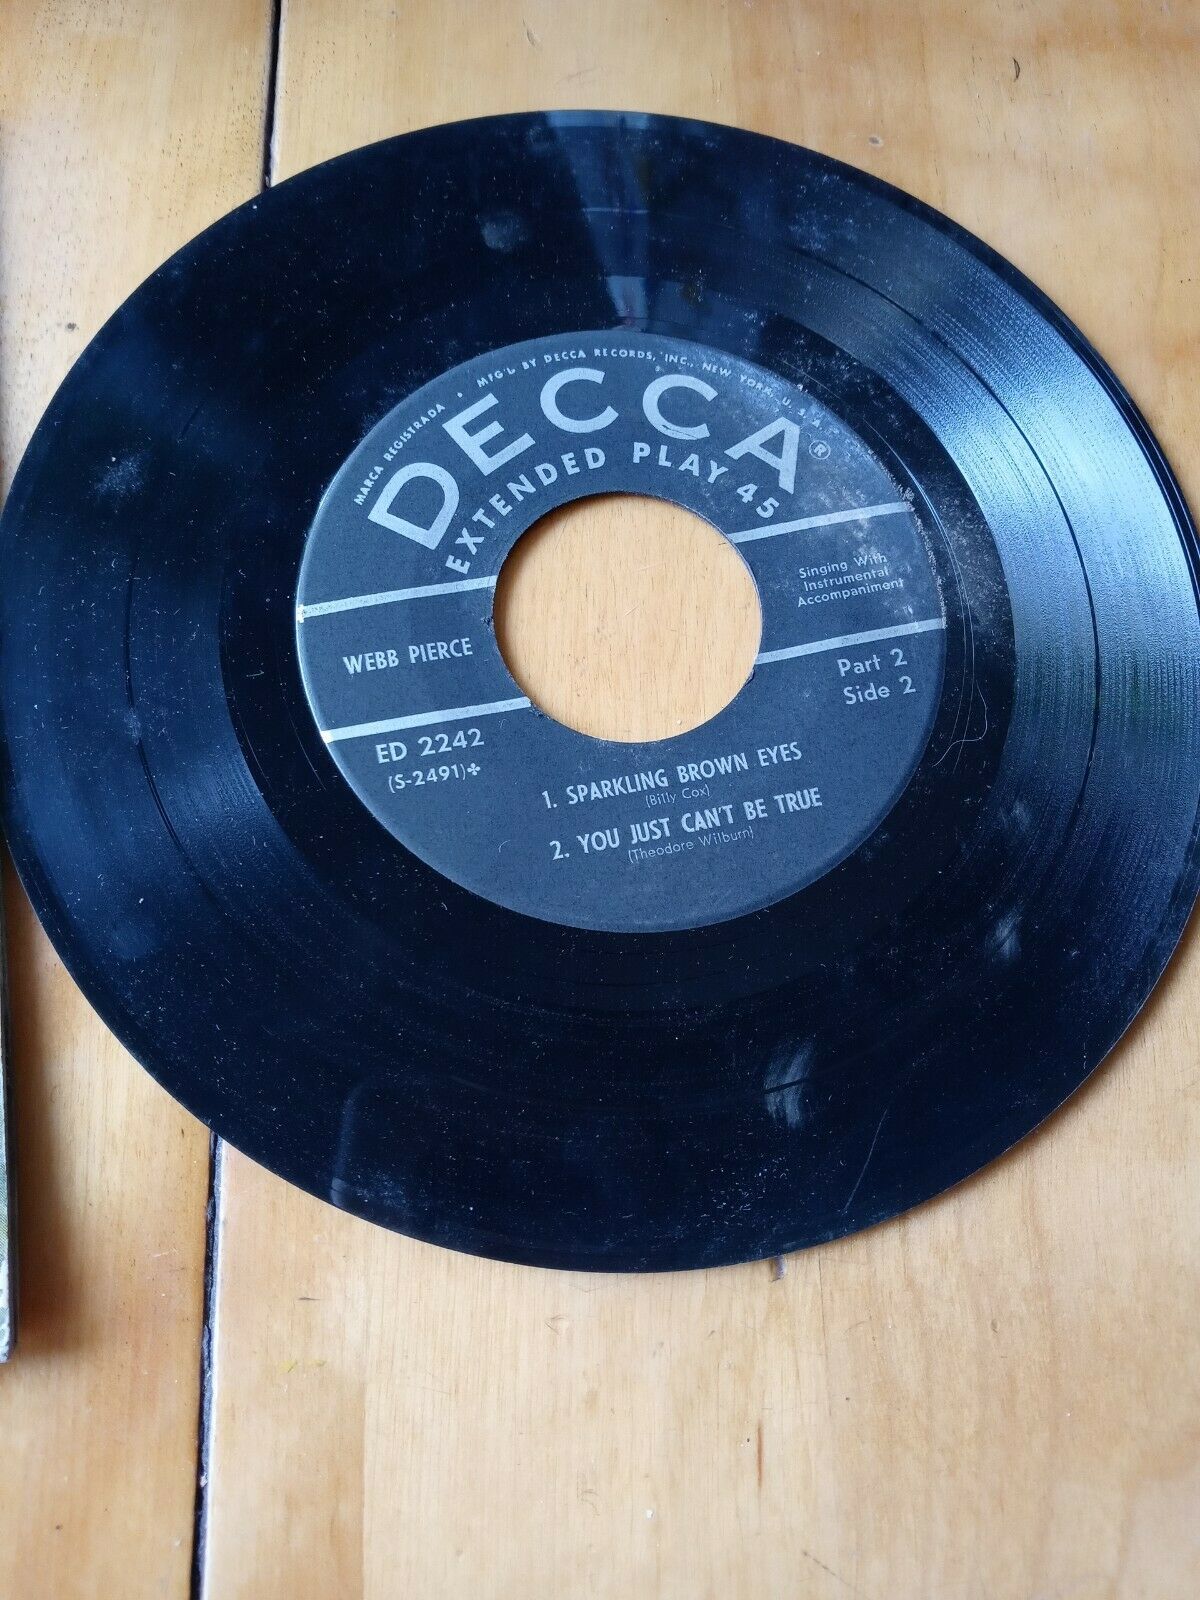 MARCA REGISTRADA • MFG'D BY DECCA RECORDS, INC., NEW YORK, U.S.A.
DECCA®
EXTENDED PLAY 45
Singing With
Instrumental
Accompaniment
WEBB PIERCE
Part 2
Side 2
ED 2242
(S-2491)✤
1. SPARKLING BROWN EYES
(Billy Cox)
2. YOU JUST CAN'T BE TRUE
(Theodore Wilburn)